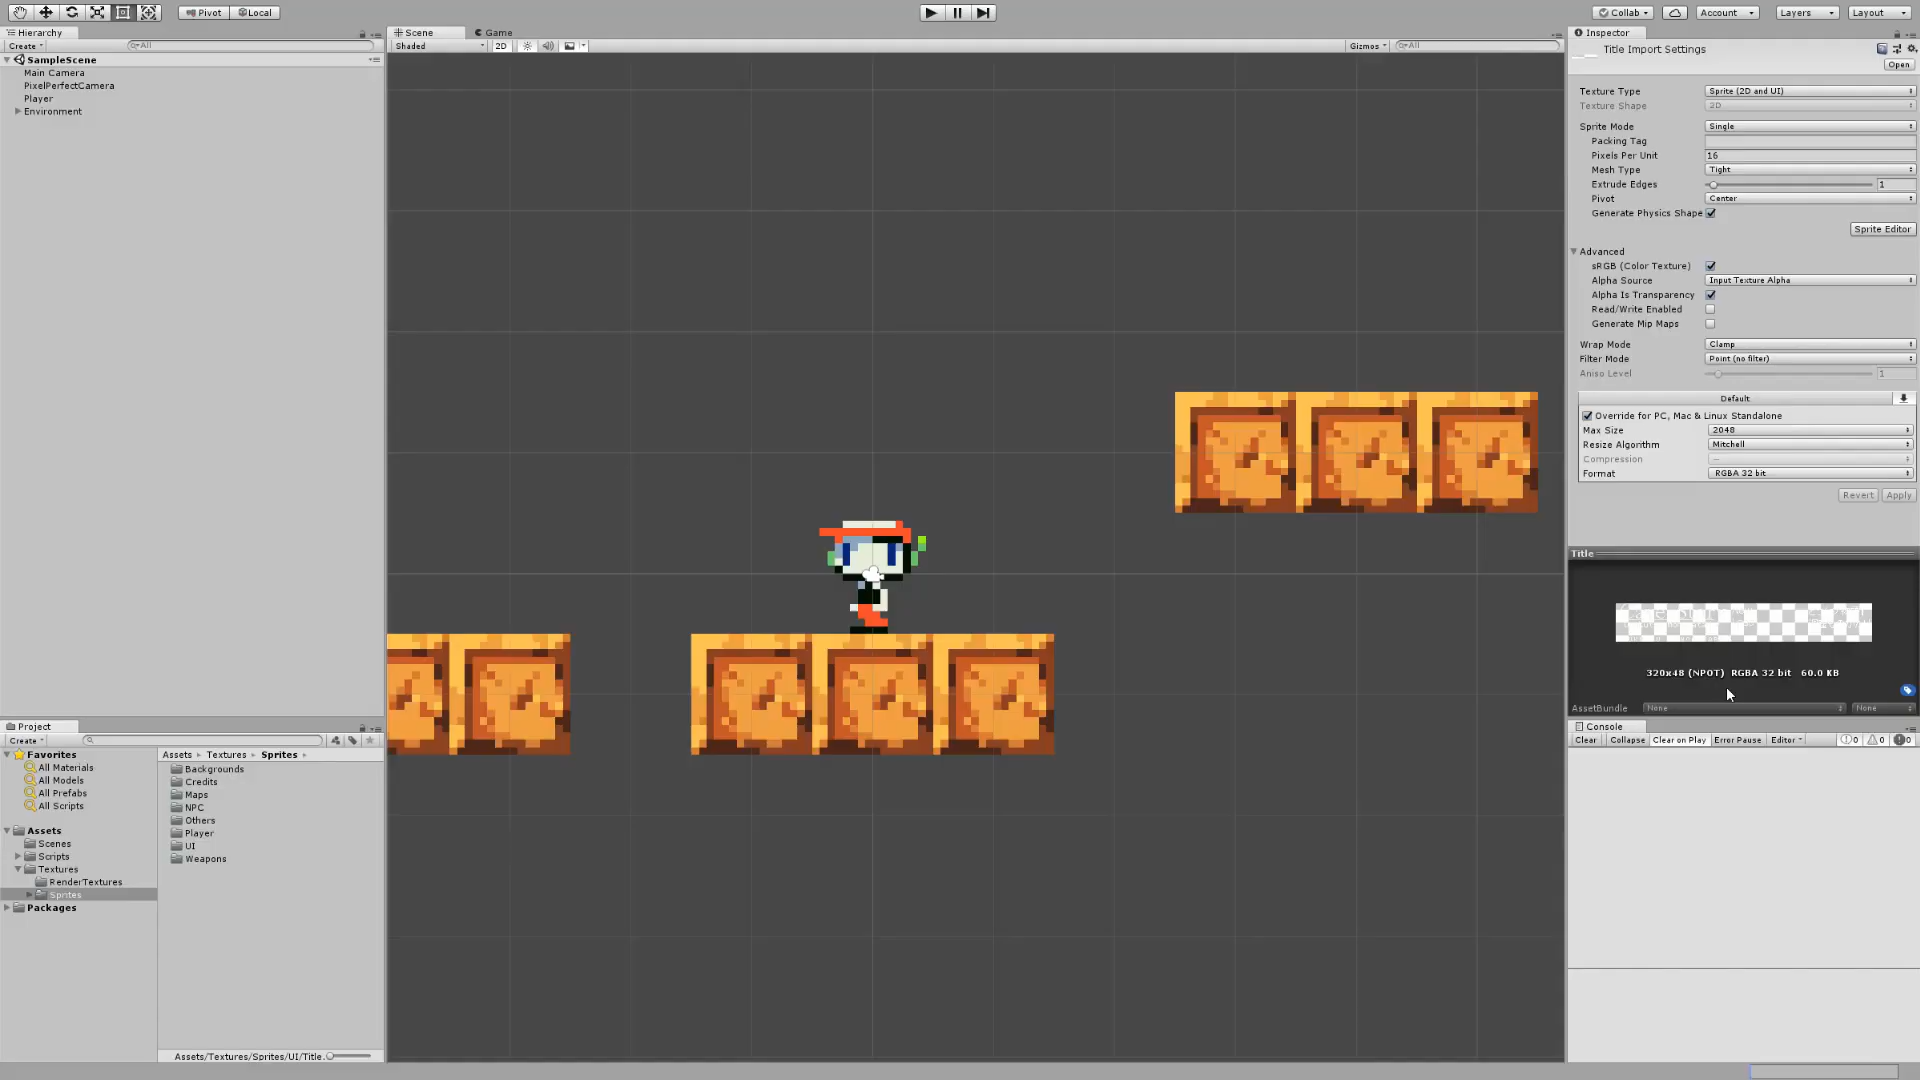 Pivot Local
Collab Account Layers Layout
Hierarchy
Create All
SampleScene
Main Camera
PixelPerfectCamera
Player
Environment
Scene Game
Shaded 2D Gizmos All
Inspector
Title Import Settings
Open
Texture Type Sprite (2D and UI)
Texture Shape 2D
Sprite Mode Single
Packing Tag
Pixels Per Unit 16
Mesh Type Tight
Extrude Edges 1
Pivot Center
Generate Physics Shape
Sprite Editor
Advanced
sRGB (Color Texture)
Alpha Source Input Texture Alpha
Alpha Is Transparency
Read/Write Enabled
Generate Mip Maps
Wrap Mode Clamp
Filter Mode Point (no filter)
Aniso Level 1
Default
Override for PC, Mac & Linux Standalone
Max Size 2048
Resize Algorithm Mitchell
Compression
Format RGBA 32 bit
Revert Apply
Title
320x48 (NPOT) RGBA 32 bit 60.0 KB
AssetBundle None None
Console
Clear Collapse Clear on Play Error Pause Editor 0 0 0
Project
Create
Favorites
All Materials
All Models
All Prefabs
All Scripts
Assets
Scenes
Scripts
Textures
RenderTextures
Sprites
Packages
Assets Textures Sprites
Backgrounds
Credits
Maps
NPC
Others
Player
UI
Weapons
Assets/Textures/Sprites/UI/Title.